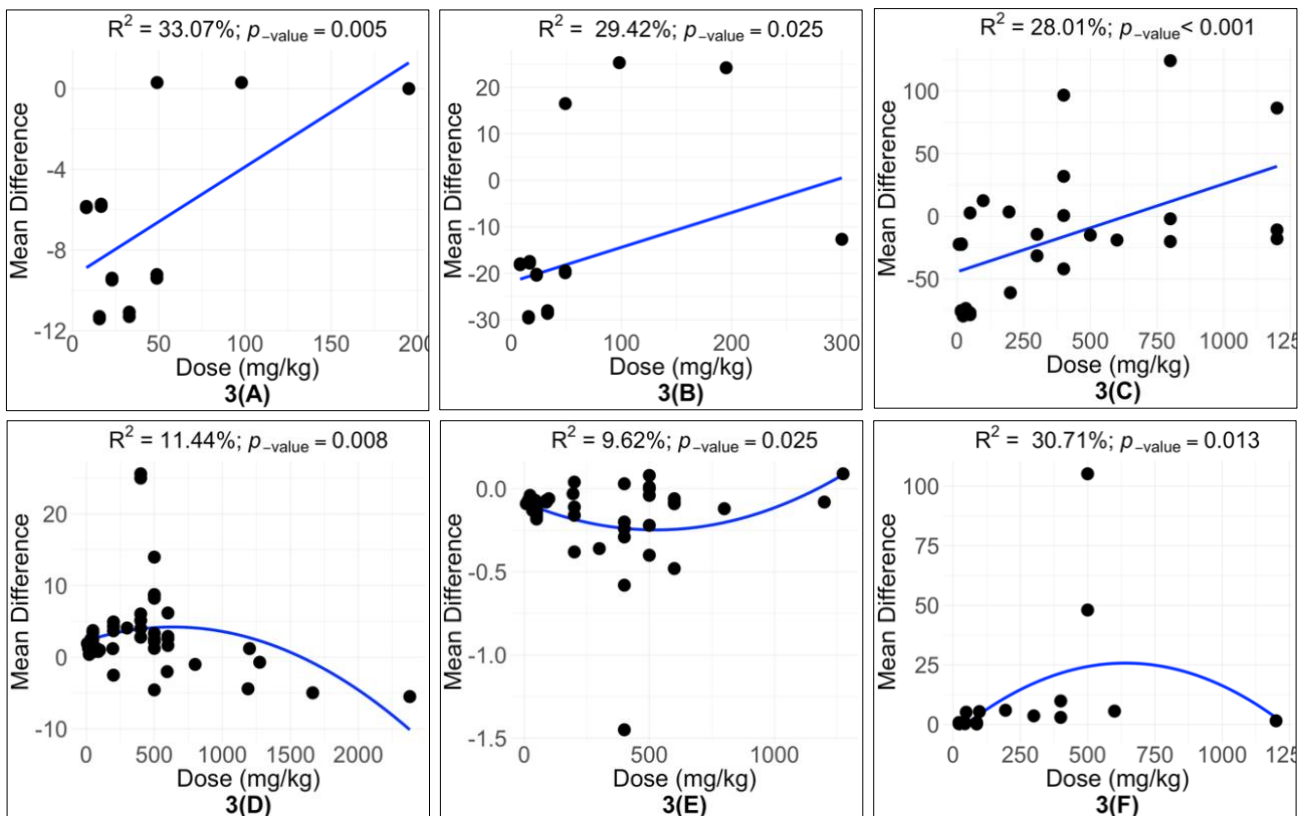 R² = 33.07%; p₋value = 0.005
Mean Difference
0
-4
-8
-12
0 50 100 150 200
Dose (mg/kg)
3(A)
R² = 29.42%; p₋value = 0.025
Mean Difference
20
10
0
-10
-20
-30
0 100 200 300
Dose (mg/kg)
3(B)
R² = 28.01%; p₋value < 0.001
Mean Difference
100
50
0
-50
0 250 500 750 1000 125
Dose (mg/kg)
3(C)
R² = 11.44%; p₋value = 0.008
Mean Difference
20
10
0
-10
0 500 1000 1500 2000
Dose (mg/kg)
3(D)
R² = 9.62%; p₋value = 0.025
Mean Difference
0.0
-0.5
-1.0
-1.5
0 500 1000
Dose (mg/kg)
3(E)
R² = 30.71%; p₋value = 0.013
Mean Difference
100
75
50
25
0
0 250 500 750 1000 125
Dose (mg/kg)
3(F)